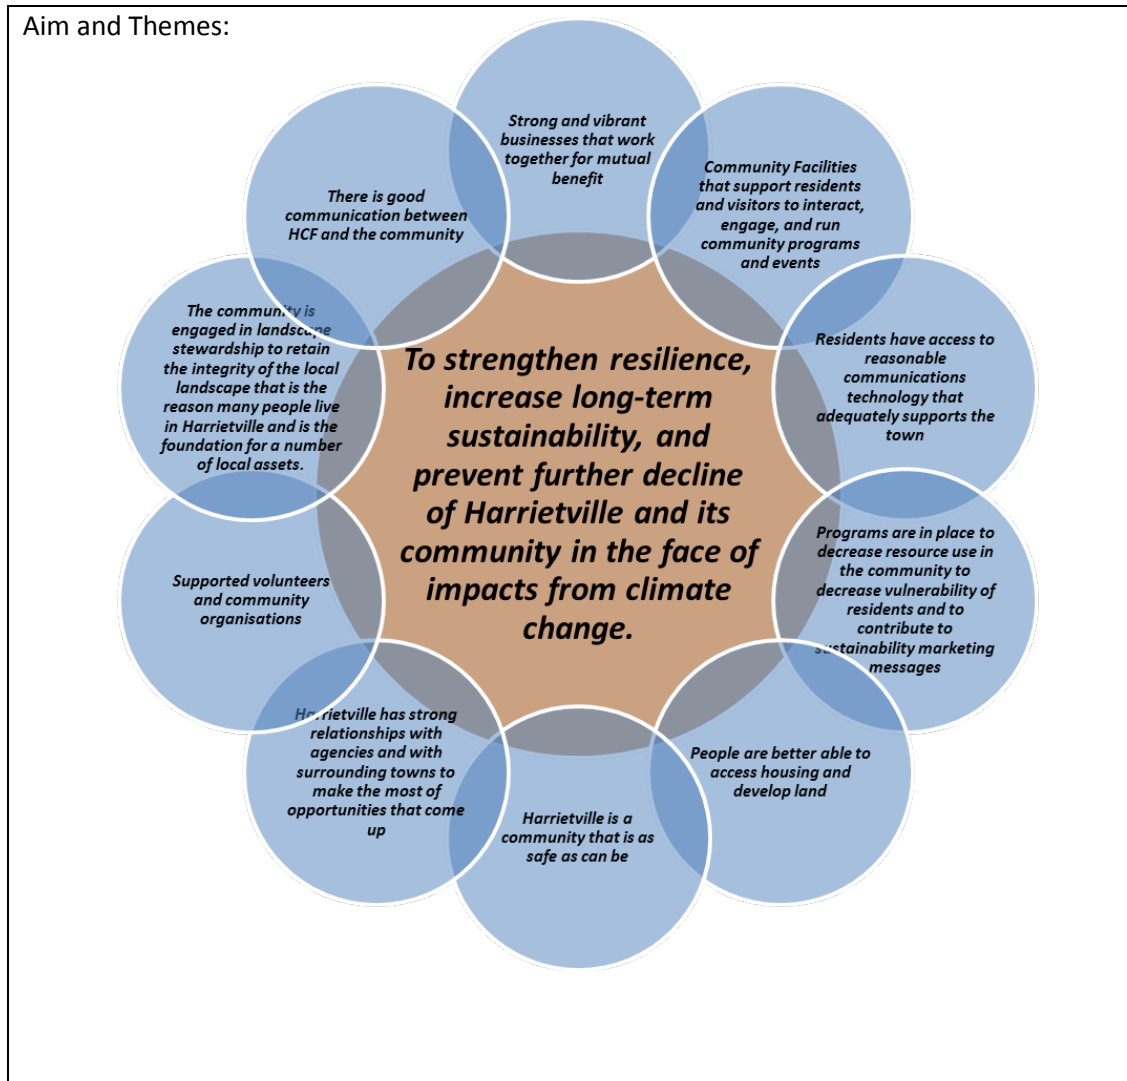 Aim and Themes:
Strong and vibrant
businesses that work
together for mutual
benefit
Community Facilities
that support residents
and visitors to interact,
engage, and run
community programs
and events
Residents have access to
reasonable
communications
technology that
adequately supports the
town
Programs are in place to
decrease resource use in
the community to
decrease vulnerability of
residents and to
contribute to
sustainability marketing
messages
People are better able to
access housing and
develop land
Harrietville is a
community that is as
safe as can be
Harrietville has strong
relationships with
agencies and with
surrounding towns to
make the most of
opportunities that come
up
Supported volunteers
and community
organisations
The community is
engaged in landscape
stewardship to retain
the integrity of the local
landscape that is the
reason many people live
in Harrietville and is the
foundation for a number
of local assets.
There is good
communication between
HCF and the community
To strengthen resilience,
increase long-term
sustainability, and
prevent further decline
of Harrietville and its
community in the face of
impacts from climate
change.